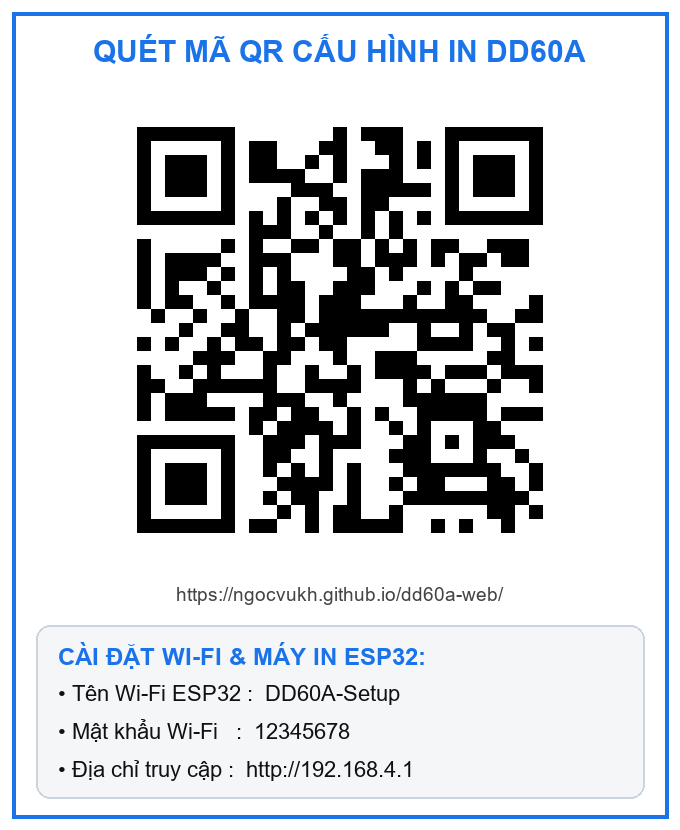 QUÉT MÃ QR CẤU HÌNH IN DD60A
https://ngocvukh.github.io/dd60a-web/
CÀI ĐẶT WI-FI & MÁY IN ESP32:
• Tên Wi-Fi ESP32 : DD60A-Setup
• Mật khẩu Wi-Fi : 12345678
• Địa chỉ truy cập : http://192.168.4.1